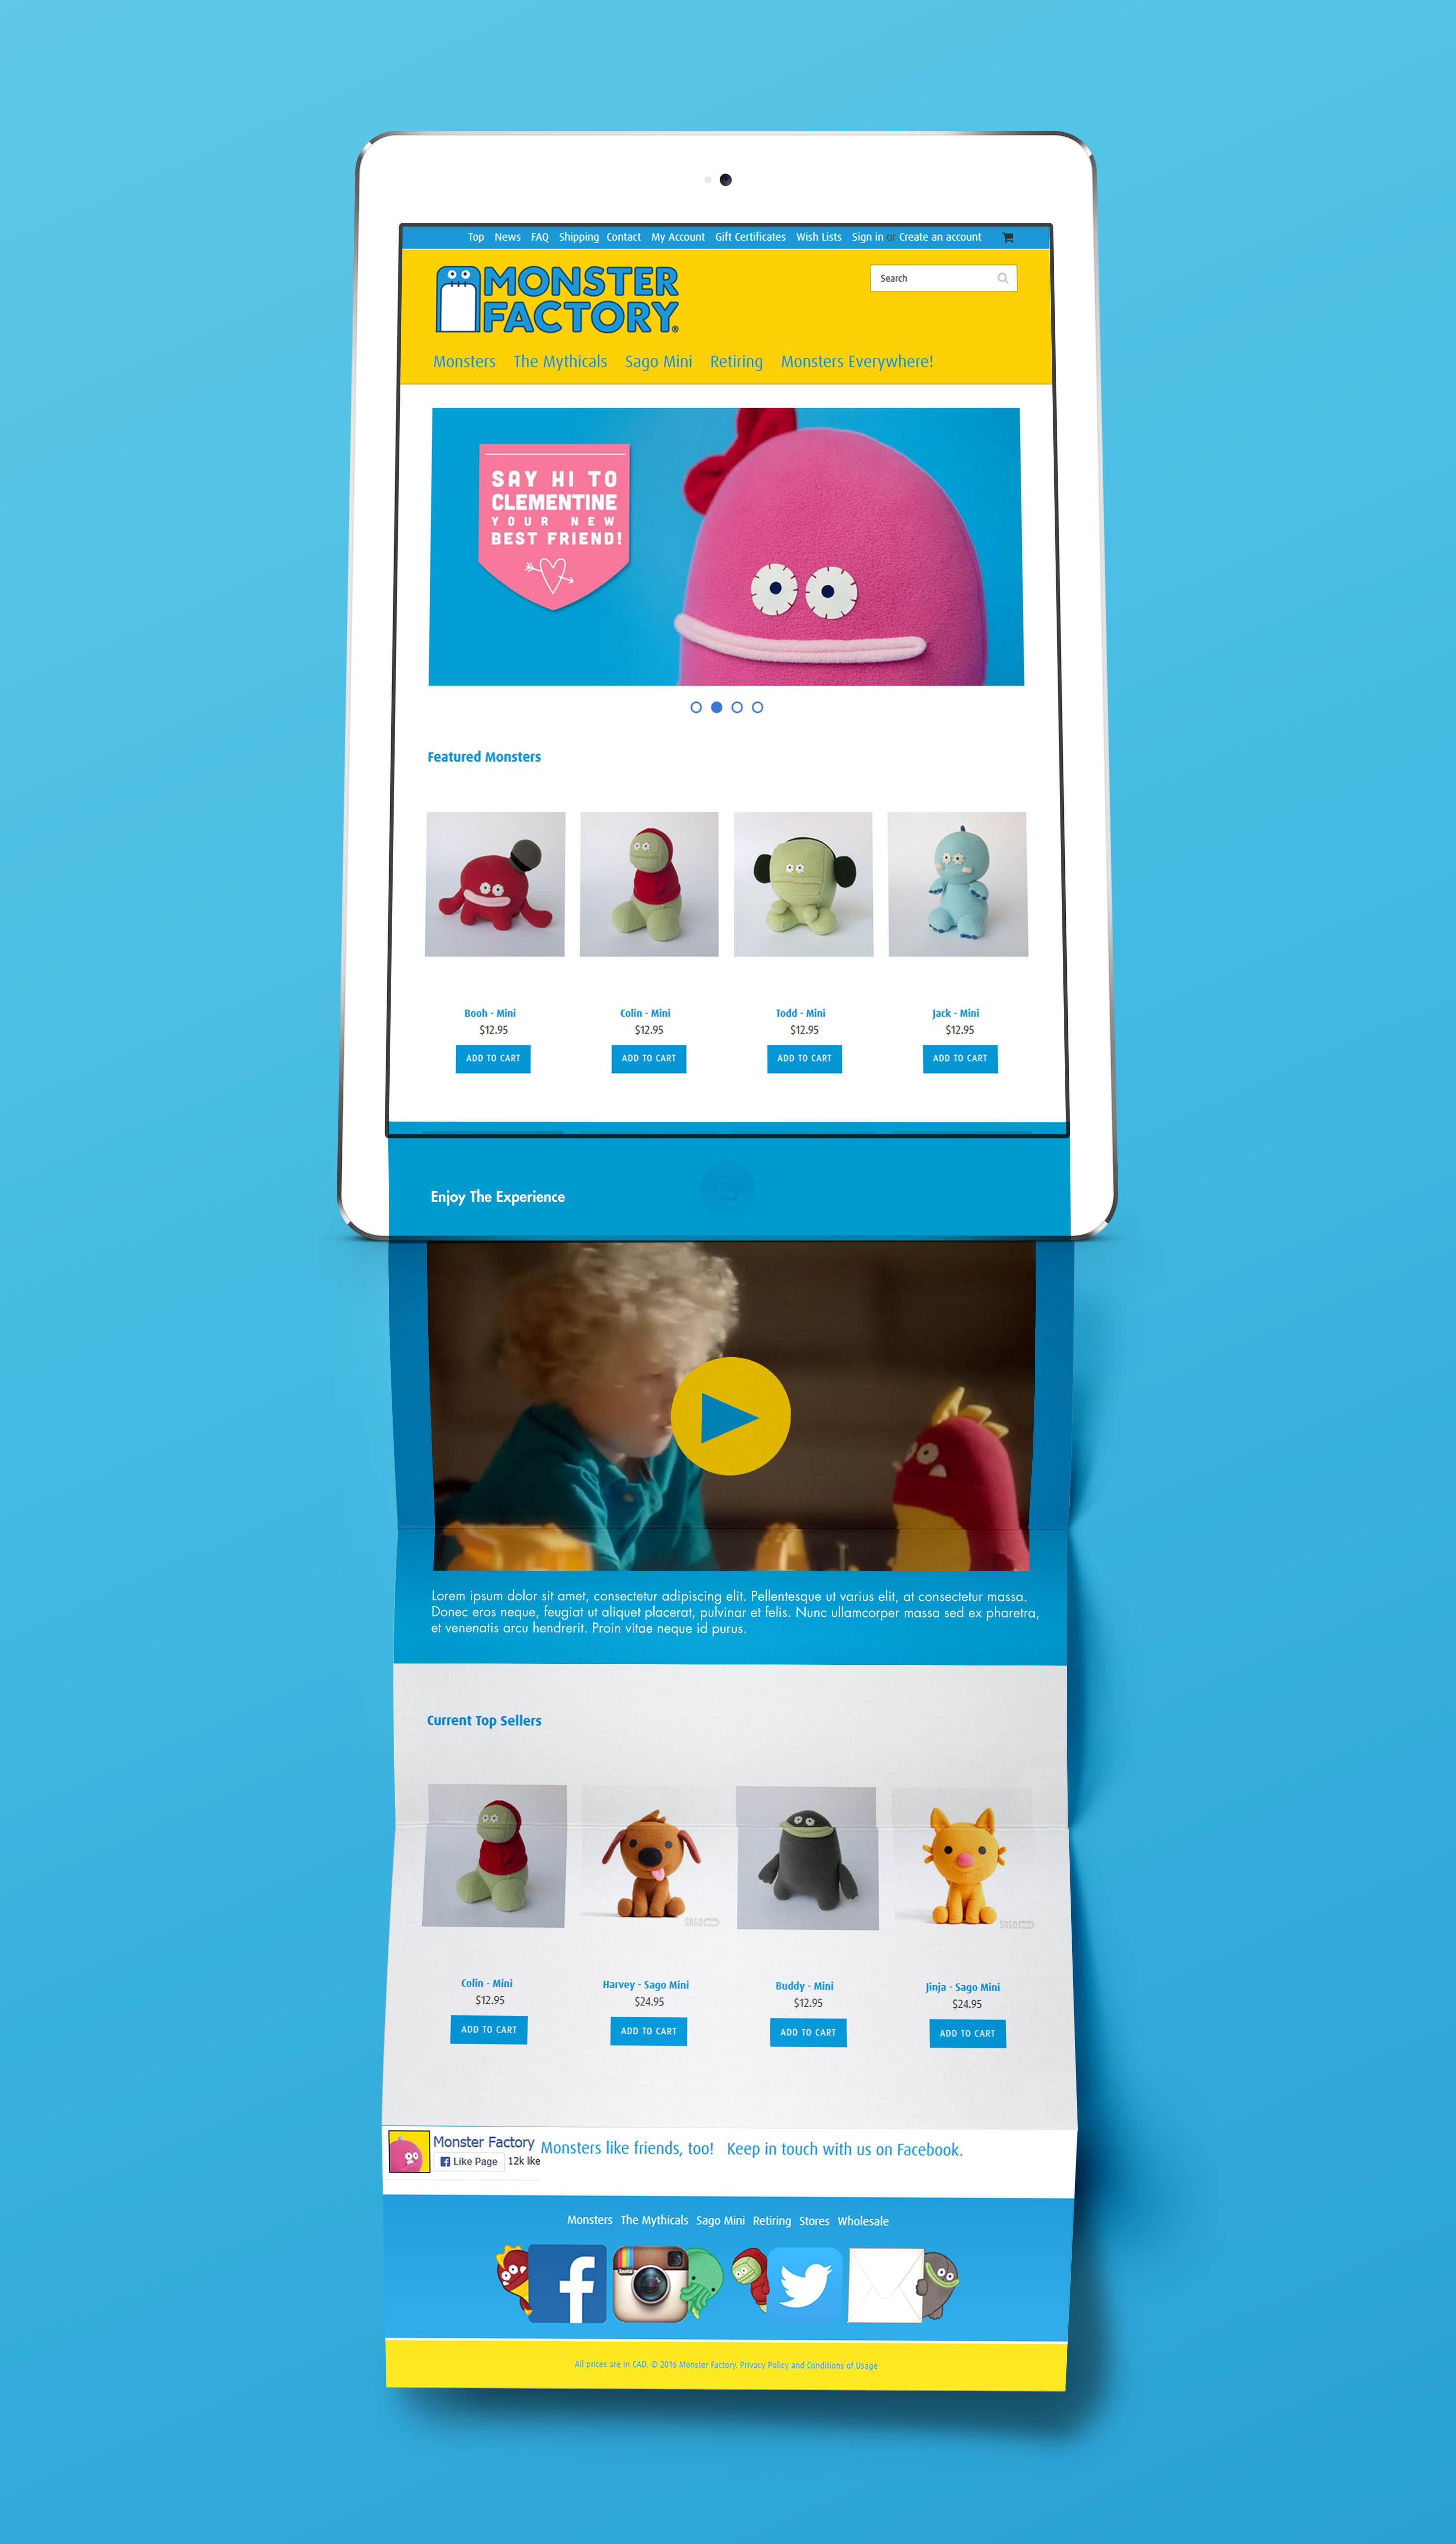 Top News FAQ Shipping Contact My Account Gift Certificates Wish Lists Sign in or Create an account
MONSTER
FACTORY®
Search
Monsters The Mythicals Sago Mini Retiring Monsters Everywhere!
SAY HI TO
CLEMENTINE
YOUR NEW
BEST FRIEND!
Featured Monsters
Booh - Mini Colin - Mini Todd - Mini Jack - Mini
$12.95 $12.95 $12.95 $12.95
ADD TO CART ADD TO CART ADD TO CART ADD TO CART
Enjoy The Experience
Lorem ipsum dolor sit amet, consectetur adipiscing elit. Pellentesque ut varius elit, at consectetur massa.
Donec eros neque, feugiat ut aliquet placerat, pulvinar et felis. Nunc ullamcorper massa sed ex pharetra,
et venenatis arcu hendrerit. Proin vitae neque id purus.
Current Top Sellers
SAGO MINI SAGO MINI
Colin - Mini Harvey - Sago Mini Buddy - Mini Jinja - Sago Mini
$12.95 $24.95 $12.95 $24.95
ADD TO CART ADD TO CART ADD TO CART ADD TO CART
Monster Factory Monsters like friends, too! Keep in touch with us on Facebook.
Like Page 12k like
Monsters The Mythicals Sago Mini Retiring Stores Wholesale
Insta
All prices are in CAD. © 2016 Monster Factory. Privacy Policy and Conditions of Usage